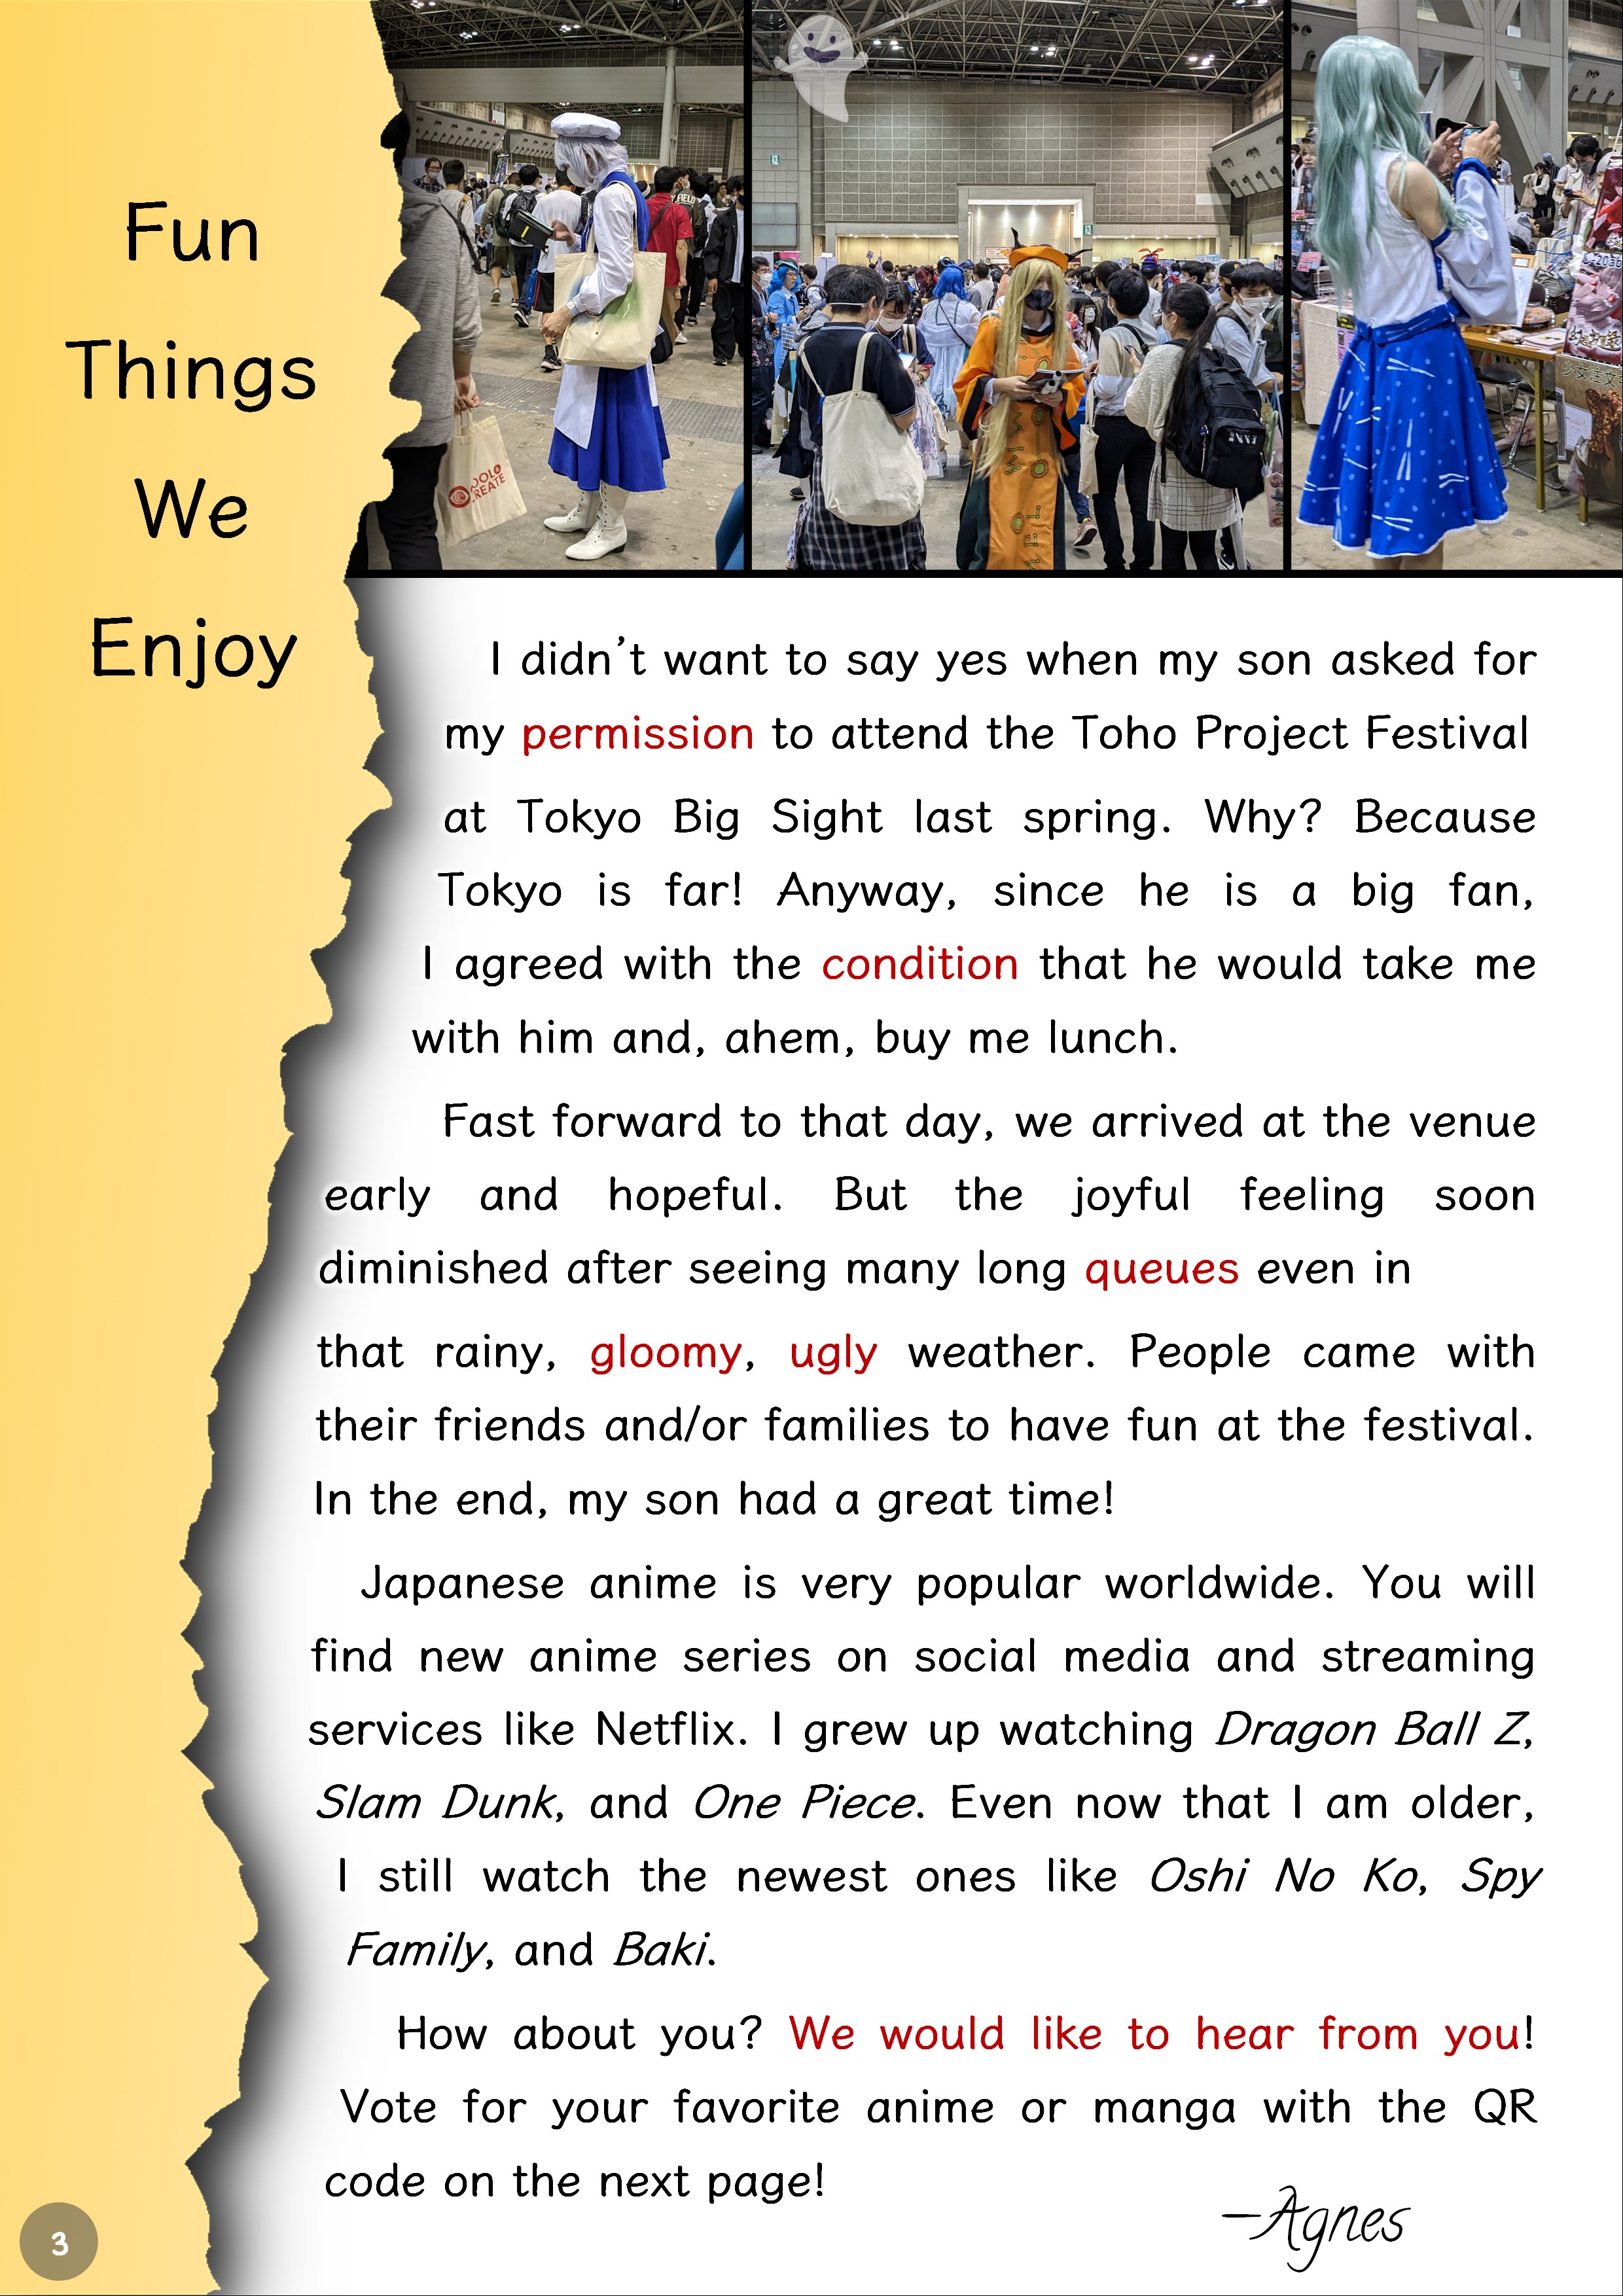 Fun
Things
We
Enjoy
FIELD
I didn’t want to say yes when my son asked for
my permission to attend the Toho Project Festival
at Tokyo Big Sight last spring. Why? Because
Tokyo is far! Anyway, since he is a big fan,
I agreed with the condition that he would take me
with him and, ahem, buy me lunch.
Fast forward to that day, we arrived at the venue
early and hopeful. But the joyful feeling soon
diminished after seeing many long queues even in
that rainy, gloomy, ugly weather. People came with
their friends and/or families to have fun at the festival.
In the end, my son had a great time!
Japanese anime is very popular worldwide. You will
find new anime series on social media and streaming
services like Netflix. I grew up watching Dragon Ball Z,
Slam Dunk, and One Piece. Even now that I am older,
I still watch the newest ones like Oshi No Ko, Spy
Family, and Baki.
How about you? We would like to hear from you!
Vote for your favorite anime or manga with the QR
code on the next page!
—Agnes
3